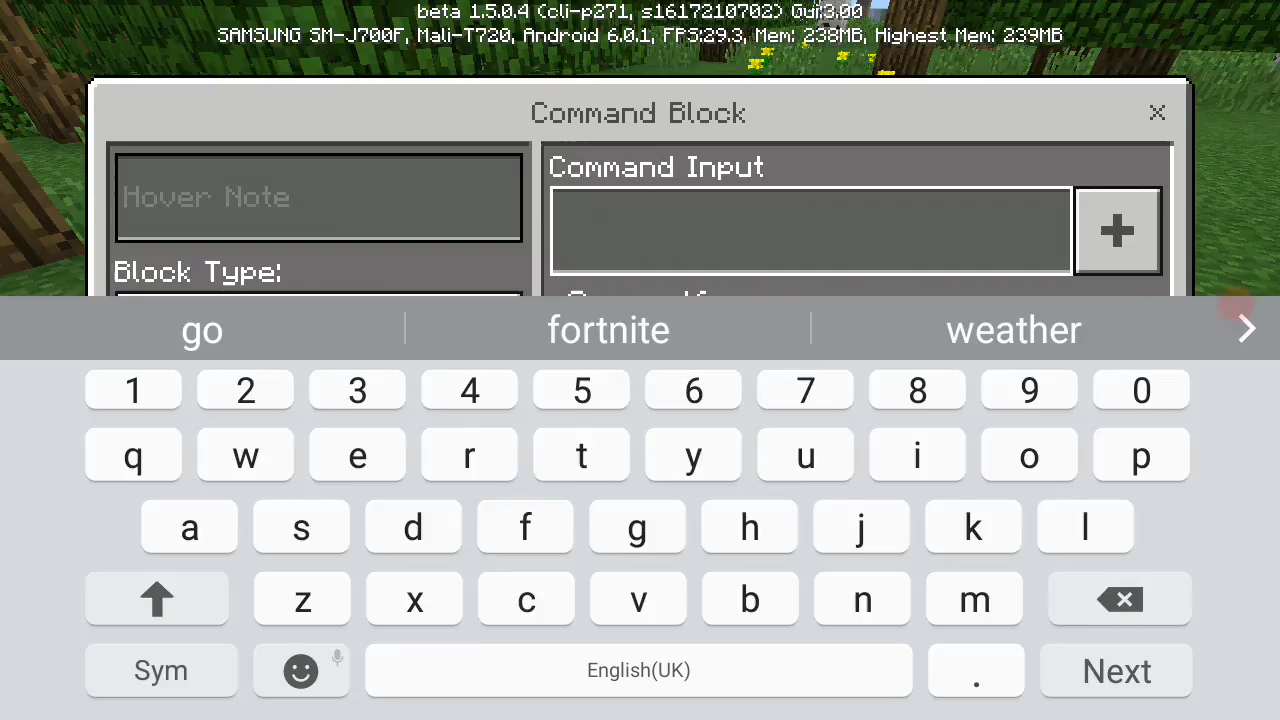 beta 1.5.0.4 (cli-p271, s1617210702) Gui:3.00
SAMSUNG SM-J700F, Mali-T720, Android 6.0.1, FPS:29.3, Mem: 238MB, Highest Mem: 239MB
Command Block
Hover Note
Command Input
Block Type:
go fortnite weather
1 2 3 4 5 6 7 8 9 0
q w e r t y u i o p
a s d f g h j k l
z x c v b n m
Sym English(UK) . Next